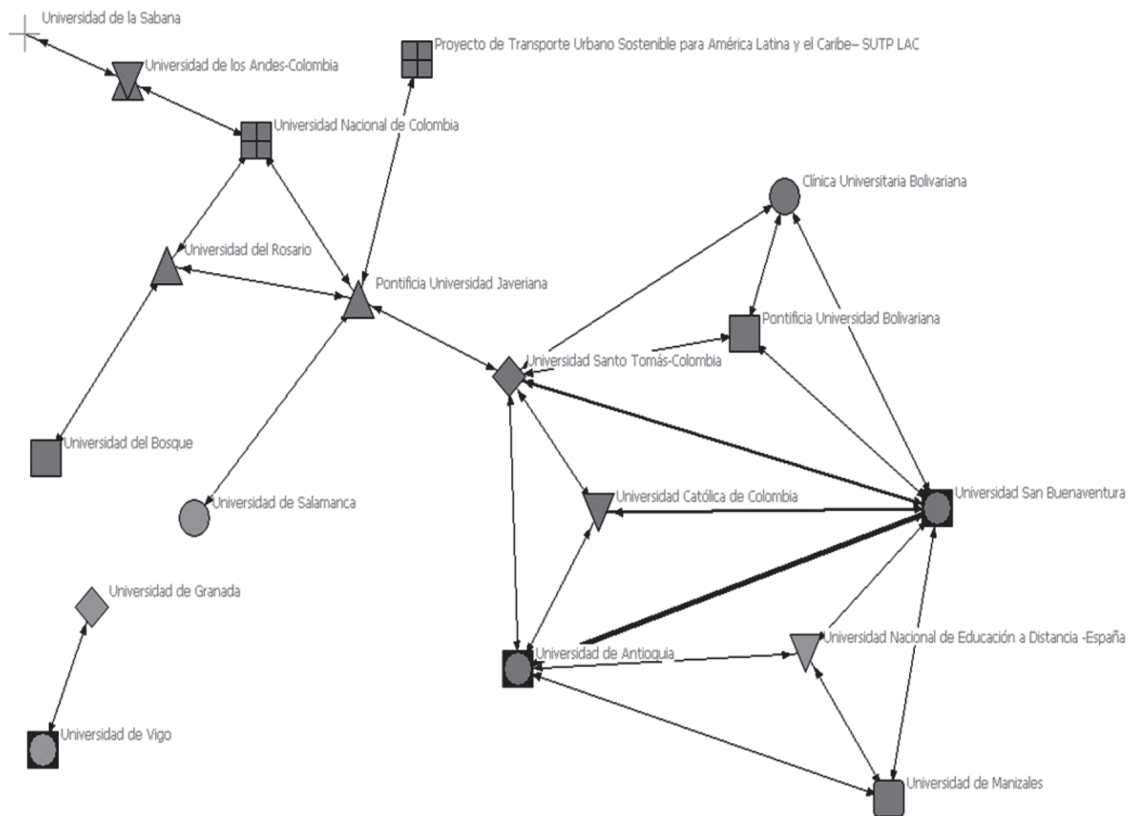 Universidad de la Sabana
Proyecto de Transporte Urbano Sostenible para América Latina y el Caribe– SUTP LAC
Universidad de los Andes-Colombia
Universidad Nacional de Colombia
Clínica Universitaria Bolivariana
Universidad del Rosario
Pontificia Universidad Javeriana
Pontificia Universidad Bolivariana
Universidad Santo Tomás-Colombia
Universidad del Bosque
Universidad San Buenaventura
Universidad Católica de Colombia
Universidad de Salamanca
Universidad de Granada
Universidad Nacional de Educación a Distancia -España
Universidad de Antioquia
Universidad de Vigo
Universidad de Manizales